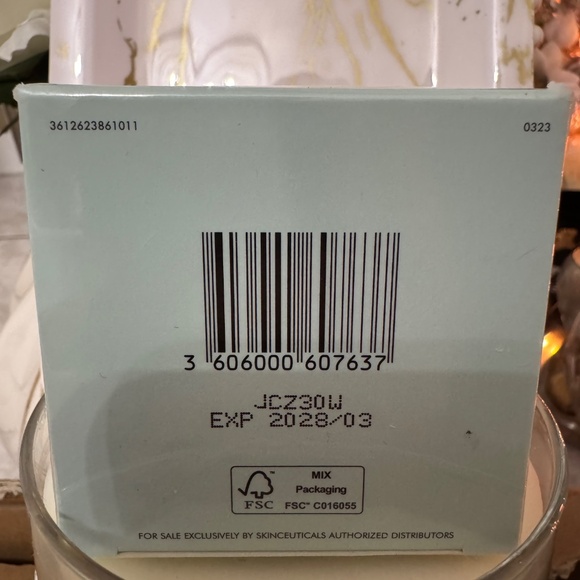 3612623861011
0323
3 606000 607637
JCZ30W
EXP 2028/03
MIX
Packaging
FSC® C016055
FSC
FOR SALE EXCLUSIVELY BY SKINCEUTICALS AUTHORIZED DISTRIBUTORS